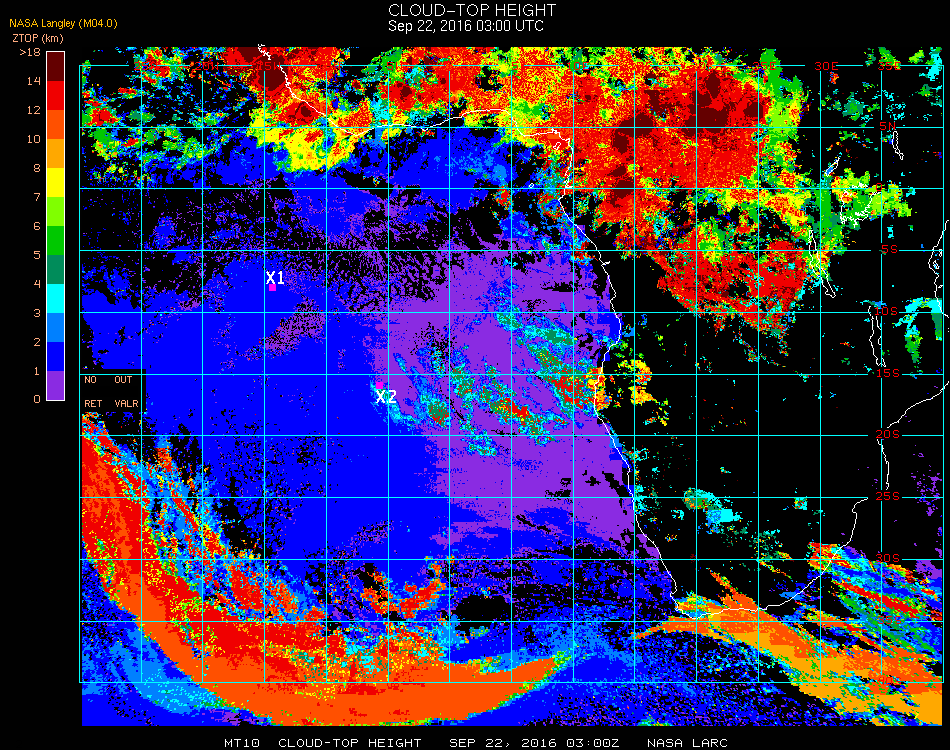 CLOUD-TOP HEIGHT
Sep 22, 2016 03:00 UTC
NASA Langley (M04.0)
ZTOP (km)
>18
14
12
10
8
7
6
5
4
3
2
1
0
30E
5N
5S
10S
15S
20S
25S
30S
X1
X2
NO OUT
RET VALR
MT10 CLOUD-TOP HEIGHT SEP 22, 2016 03:00Z NASA LARC